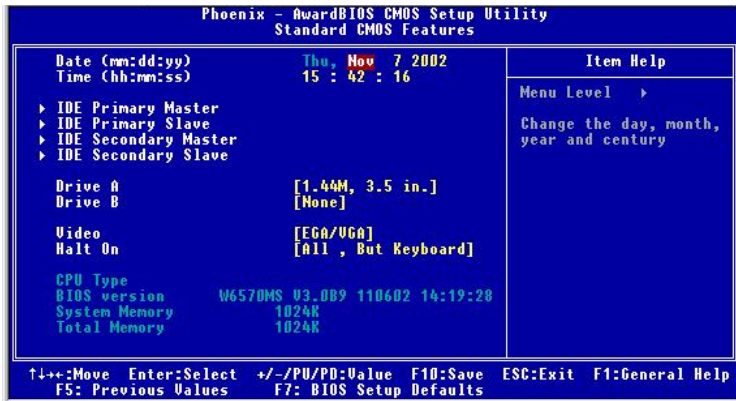 Phoenix - AwardBIOS CMOS Setup Utility
Standard CMOS Features
Date (mm:dd:yy) Thu, Nov 7 2002
Time (hh:mm:ss) 15 : 42 : 16
IDE Primary Master
IDE Primary Slave
IDE Secondary Master
IDE Secondary Slave
Drive A [1.44M, 3.5 in.]
Drive B [None]
Video [EGA/VGA]
Halt On [All , But Keyboard]
CPU Type
BIOS version W6570MS V3.0B9 110602 14:19:28
System Memory 1024K
Total Memory 1024K
Item Help
Menu Level ▸
Change the day, month,
year and century
↑↓→←:Move Enter:Select +/-/PU/PD:Value F10:Save ESC:Exit F1:General Help
F5: Previous Values F7: BIOS Setup Defaults